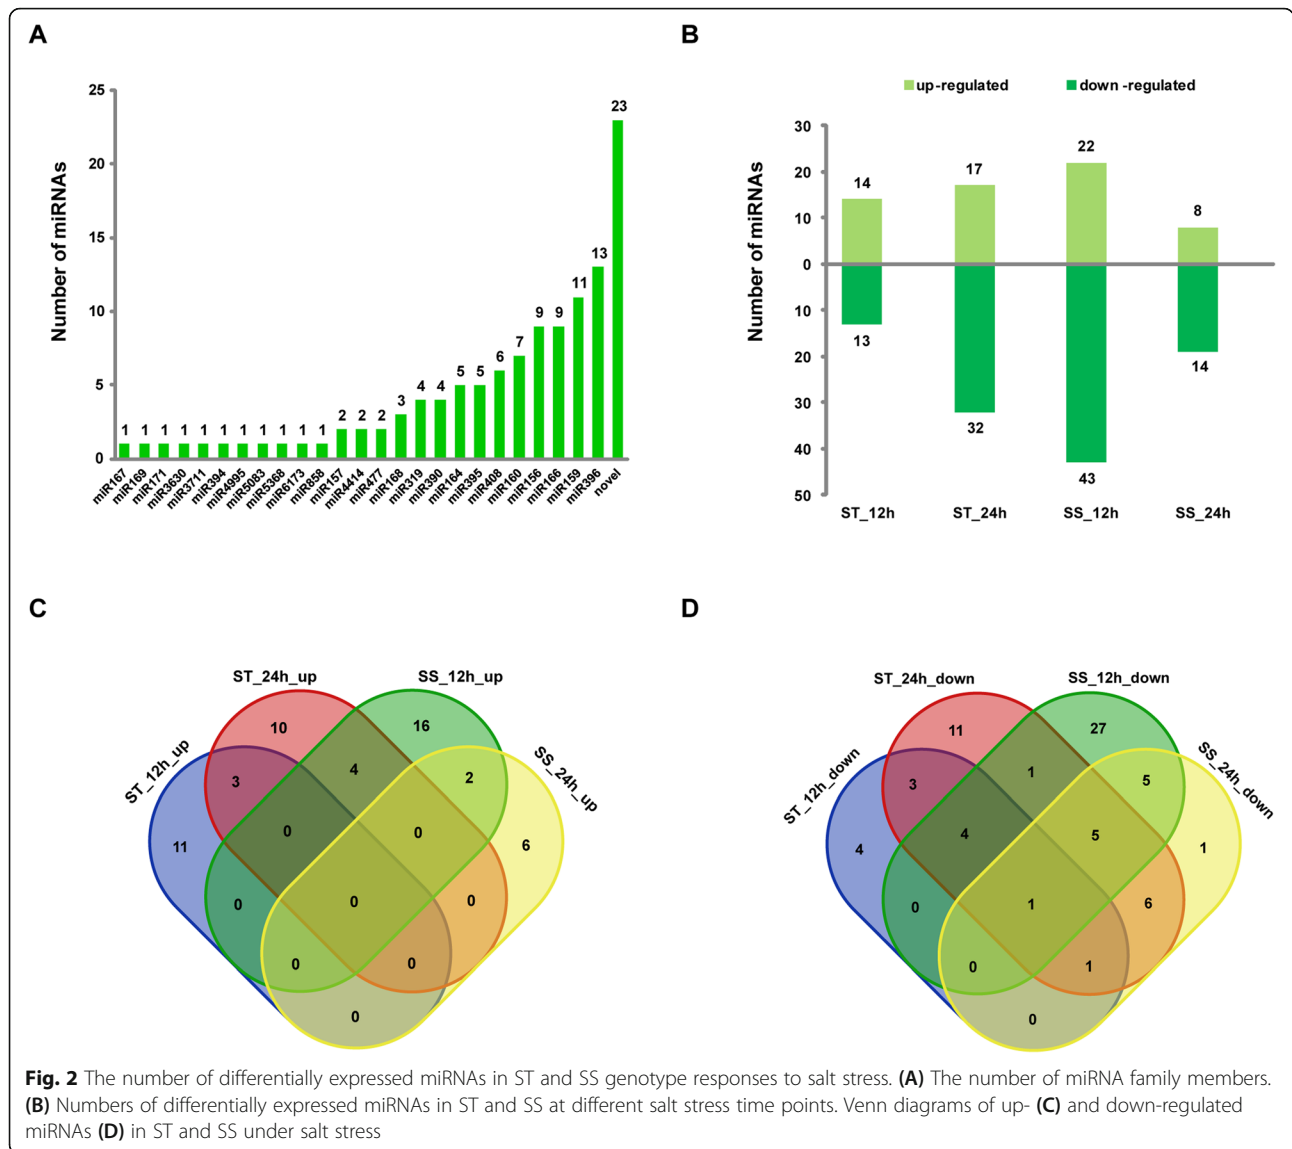 A
Number of miRNAs
25
20
15
10
5
0
1 1 1 1 1 1 1 1 1 1 1 2 2 2 3 4 4 5 5 6 7 9 9 11 13 23
miR167 miR169 miR171 miR3630 miR3711 miR394 miR4995 miR5083 miR5368 miR6173 miR858 miR157 miR4414 miR477 miR168 miR319 miR390 miR164 miR395 miR408 miR160 miR156 miR166 miR159 miR396 novel
B
up-regulated down -regulated
Number of miRNAs
30
20
10
0
10
20
30
40
50
14 17 22 8
13 32 43 14
ST_12h ST_24h SS_12h SS_24h
C
ST_12h_up ST_24h_up SS_12h_up SS_24h_up
10 16
3 4 2
11 0 0 6
0 0 0
0 0
0
D
ST_12h_down ST_24h_down SS_12h_down SS_24h_down
11 27
3 1 5
4 4 5 1
0 1 6
0 1
0
Fig. 2 The number of differentially expressed miRNAs in ST and SS genotype responses to salt stress. (A) The number of miRNA family members.
(B) Numbers of differentially expressed miRNAs in ST and SS at different salt stress time points. Venn diagrams of up- (C) and down-regulated
miRNAs (D) in ST and SS under salt stress